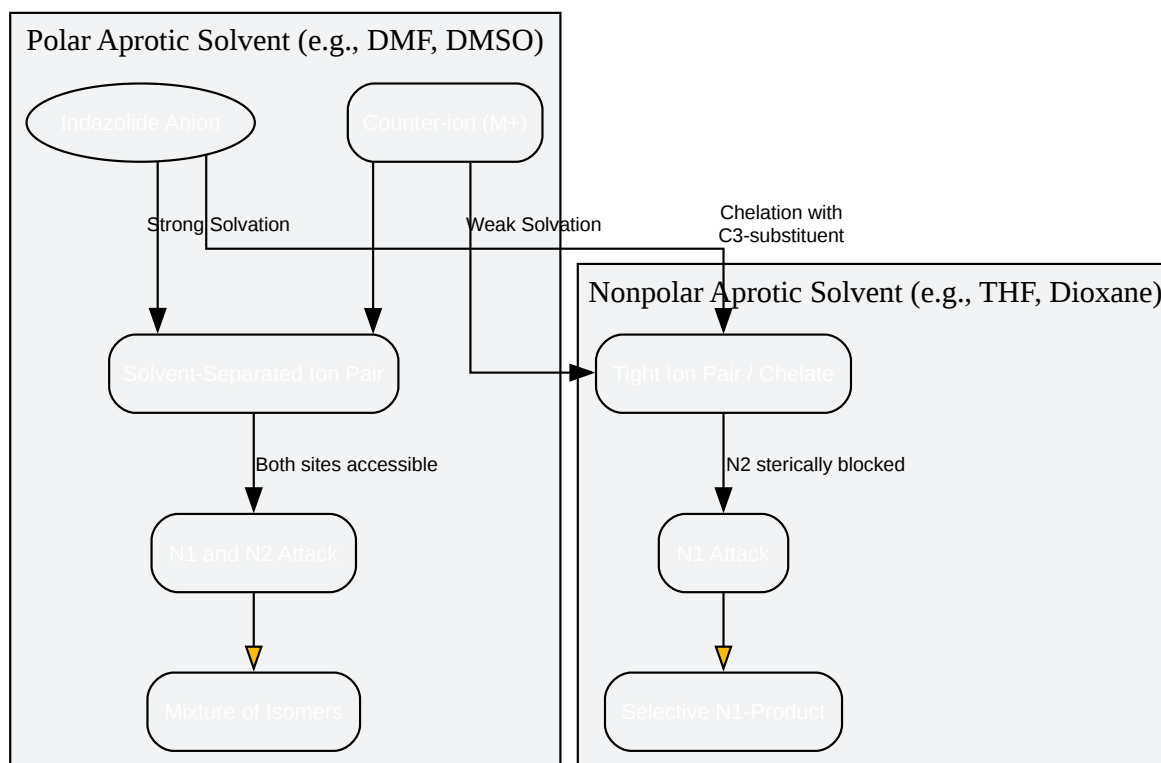 Polar Aprotic Solvent (e.g., DMF, DMSO)
Indazolide Anion
Counter-ion (M+)
Strong Solvation
Weak Solvation
Chelation with
C3-substituent
Nonpolar Aprotic Solvent (e.g., THF, Dioxane)
Solvent-Separated Ion Pair
Tight Ion Pair / Chelate
Both sites accessible
N2 sterically blocked
N1 and N2 Attack
N1 Attack
Mixture of Isomers
Selective N1-Product